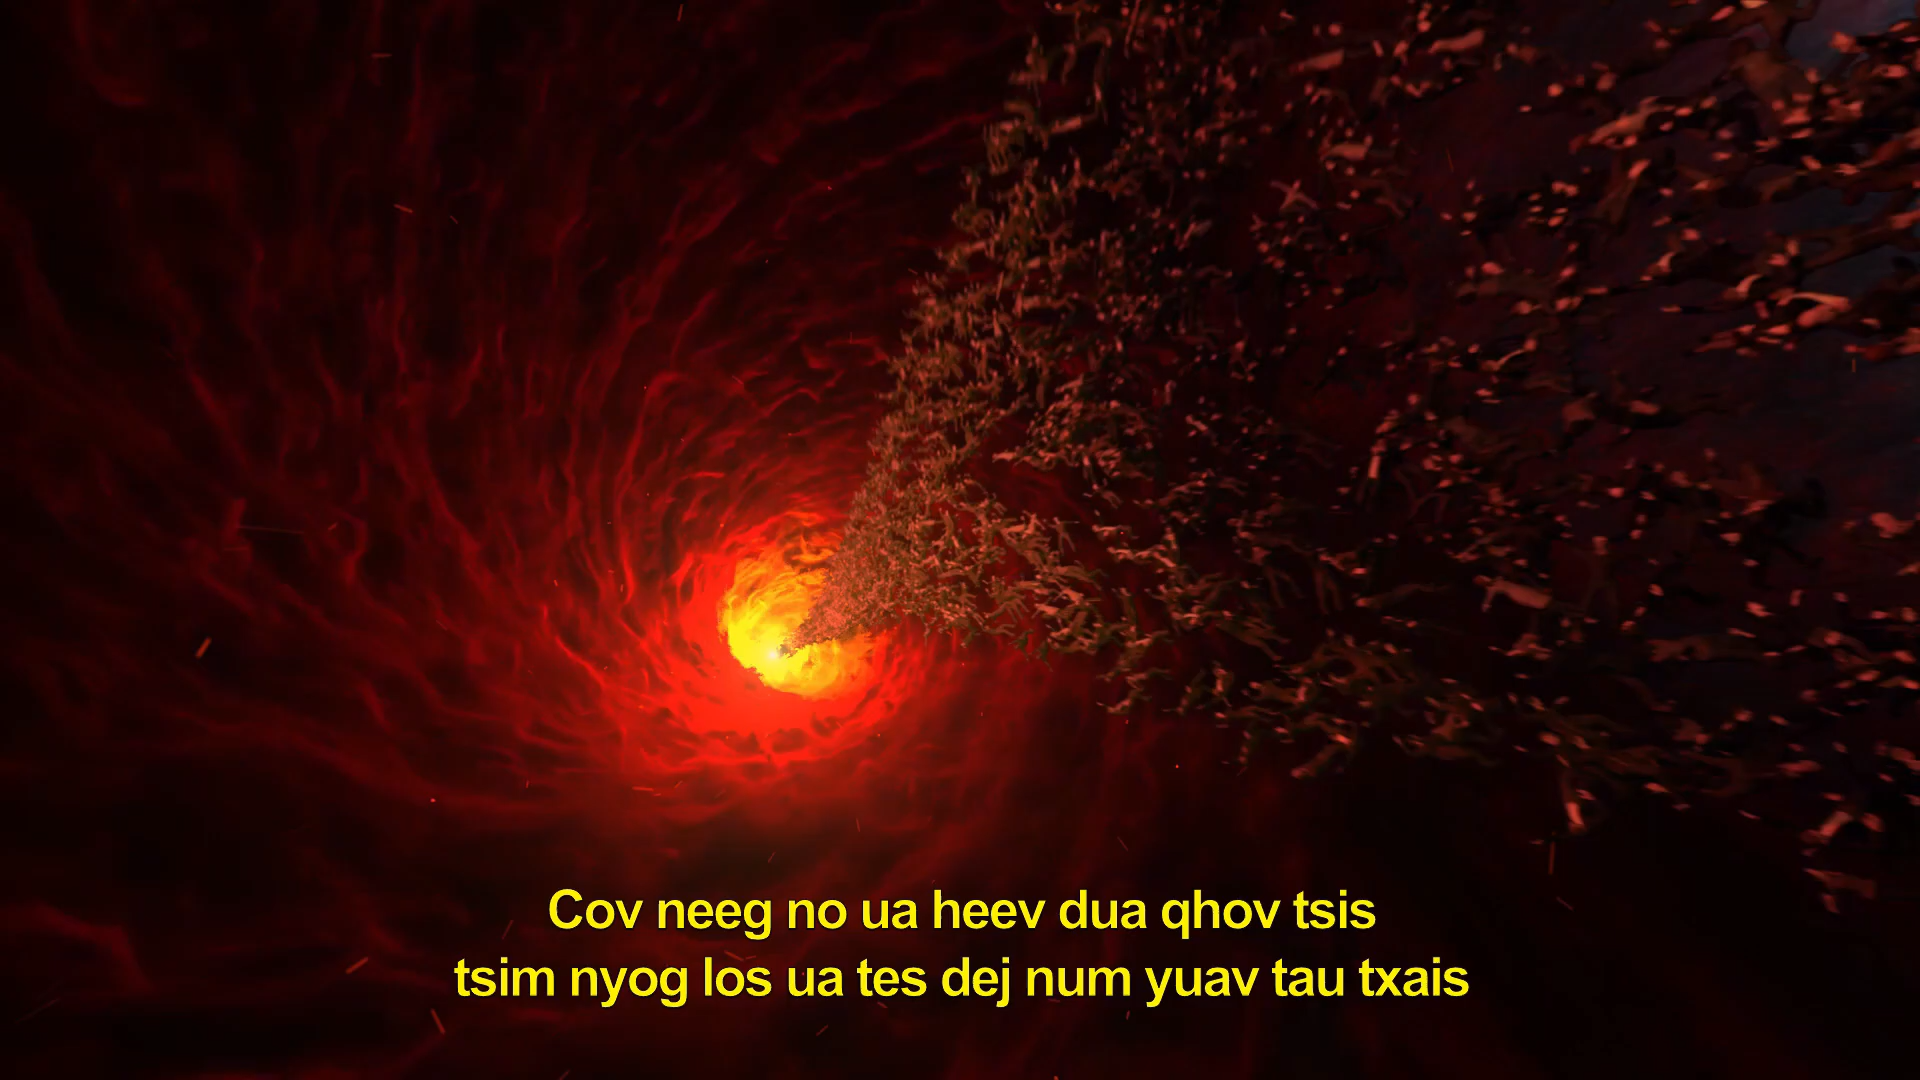 Cov neeg no ua heev dua qhov tsis
tsim nyog los ua tes dej num yuav tau txais